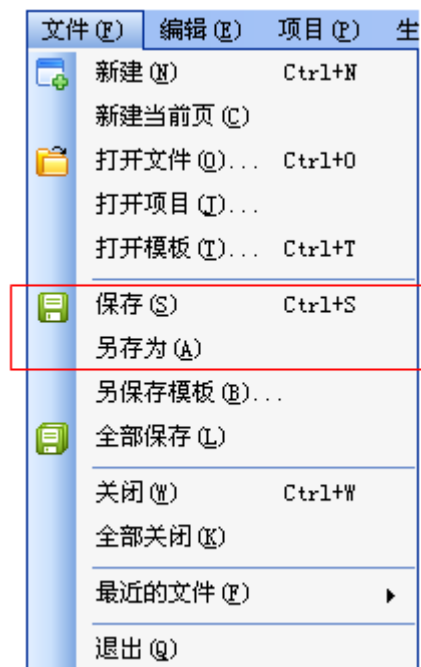 文件(F) 编辑(E) 项目(P) 生
新建(N) Ctrl+N
新建当前页(C)
打开文件(O)... Ctrl+O
打开项目(J)...
打开模板(T)... Ctrl+T
保存(S) Ctrl+S
另存为(A)
另保存模板(B)...
全部保存(L)
关闭(W) Ctrl+W
全部关闭(K)
最近的文件(F)
退出(Q)